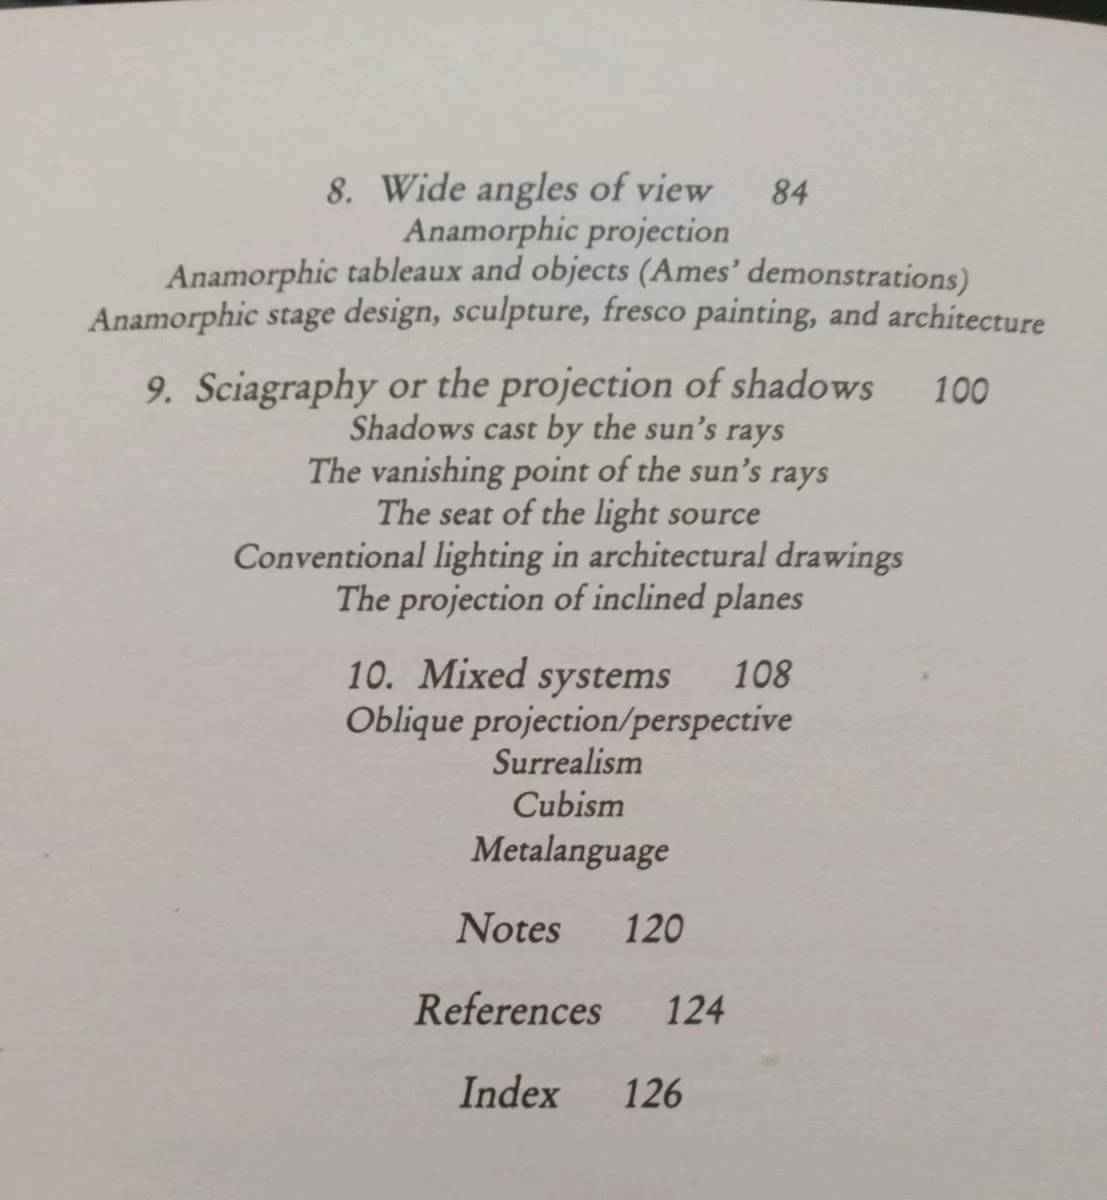 8. Wide angles of view 84
Anamorphic projection
Anamorphic tableaux and objects (Ames’ demonstrations)
Anamorphic stage design, sculpture, fresco painting, and architecture
9. Sciagraphy or the projection of shadows 100
Shadows cast by the sun’s rays
The vanishing point of the sun’s rays
The seat of the light source
Conventional lighting in architectural drawings
The projection of inclined planes
10. Mixed systems 108
Oblique projection/perspective
Surrealism
Cubism
Metalanguage
Notes 120
References 124
Index 126